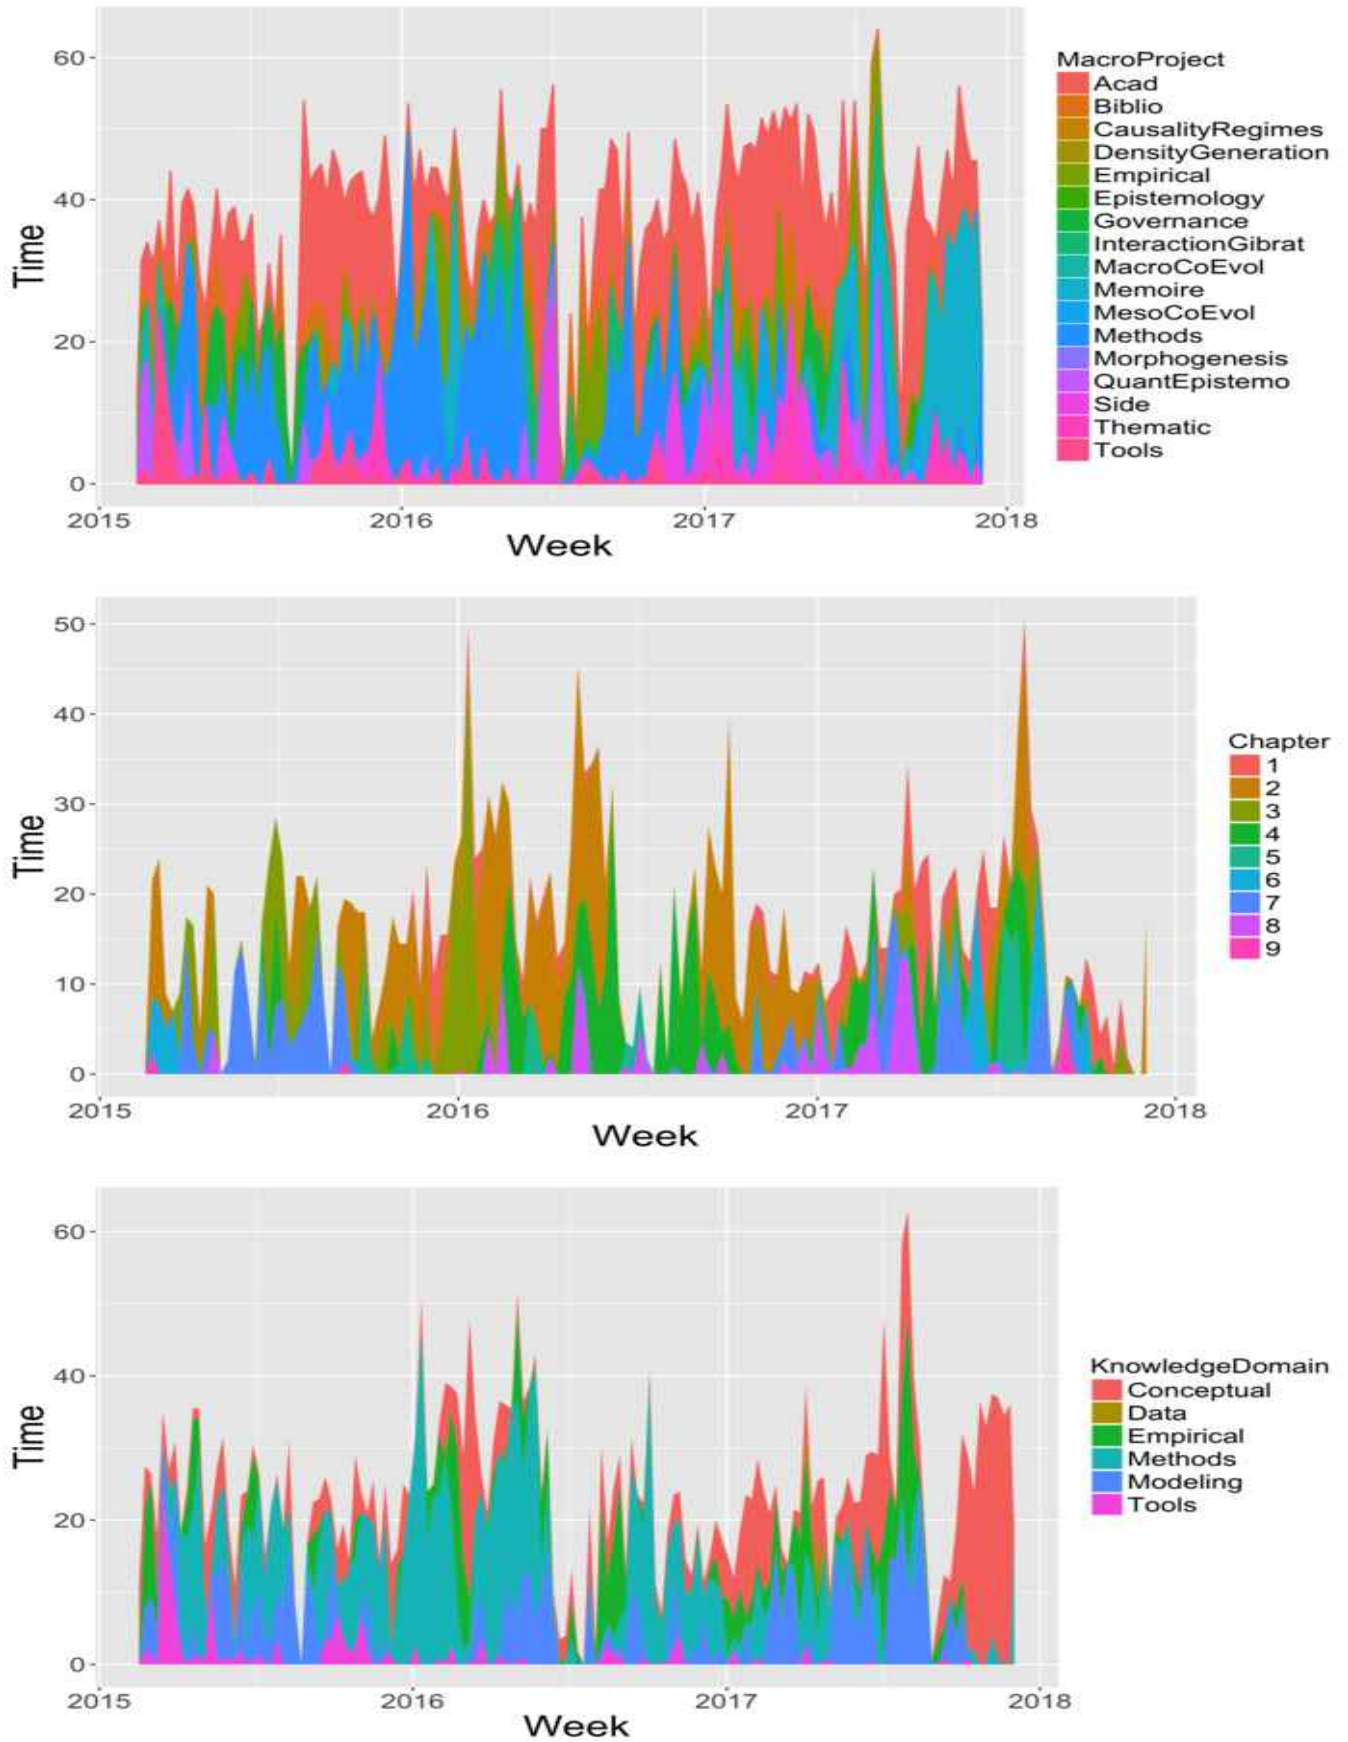 MacroProject
Acad
Biblio
CausalityRegimes
DensityGeneration
Empirical
Epistemology
Governance
InteractionGibrat
MacroCoEvol
Memoire
MesoCoEvol
Methods
Morphogenesis
QuantEpistemo
Side
Thematic
Tools
Time
60
40
20
0
2015 2016 2017 2018
Week
Chapter
1
2
3
4
5
6
7
8
9
Time
50
40
30
20
10
0
2015 2016 2017 2018
Week
KnowledgeDomain
Conceptual
Data
Empirical
Methods
Modeling
Tools
Time
60
40
20
0
2015 2016 2017 2018
Week